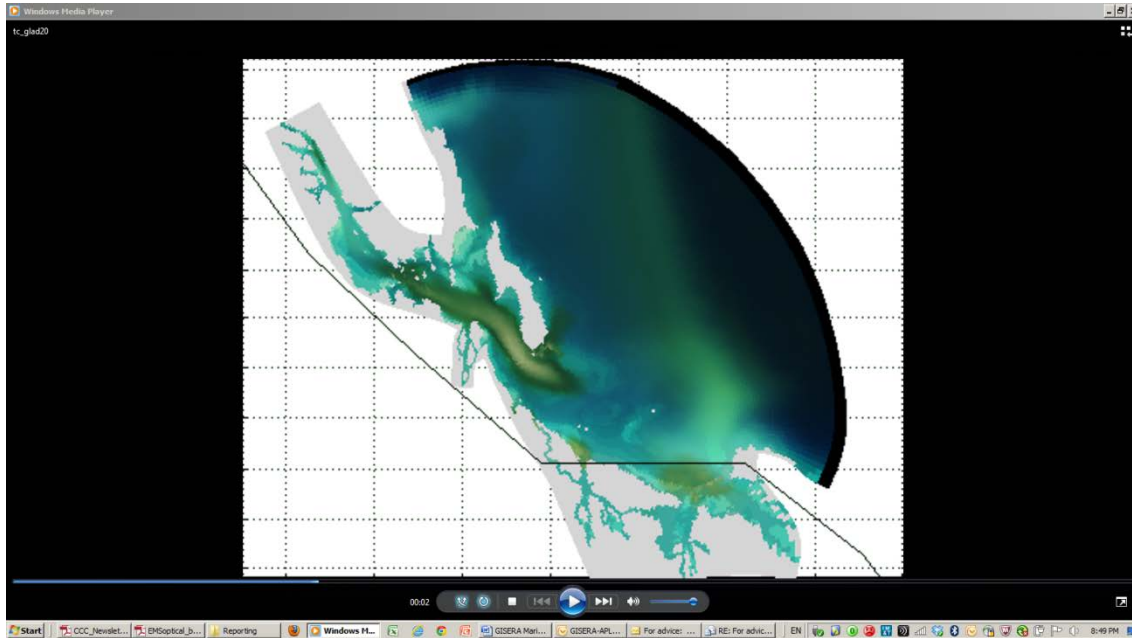 Windows Media Player
tc_glad20
00:02
Start
CCC_Newslet...
EMSoptical_b...
Reporting
Windows M...
GISERA Mari...
GISERA-APL...
For advice: ...
RE: For advic...
EN
8:49 PM